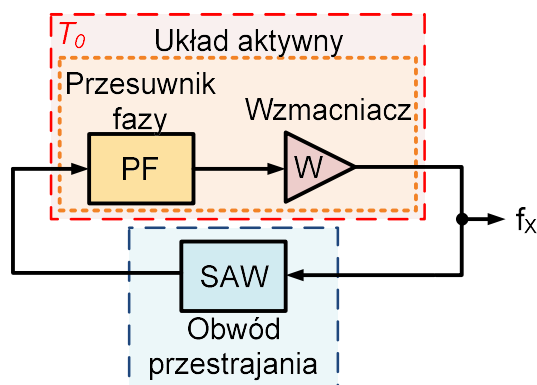 T₀
Układ aktywny
Przesuwnik
fazy
Wzmacniacz
PF
W
fₓ
SAW
Obwód
przestrajania